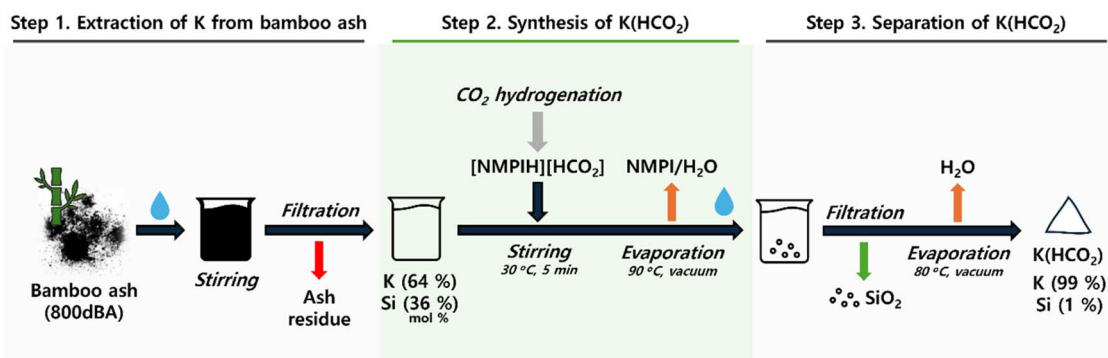 Step 1. Extraction of K from bamboo ash
Step 2. Synthesis of K(HCO₂)
Step 3. Separation of K(HCO₂)
Bamboo ash
(800dBA)
Stirring
Filtration
Ash
residue
K (64 %)
Si (36 %)
mol %
CO₂ hydrogenation
[NMPIH][HCO₂]
Stirring
30 ℃, 5 min
NMPI/H₂O
Evaporation
90 ℃, vacuum
Filtration
SiO₂
H₂O
Evaporation
80 ℃, vacuum
K(HCO₂)
K (99 %)
Si (1 %)